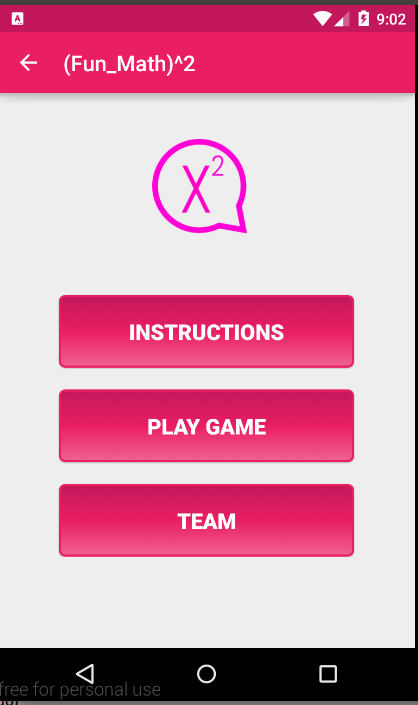 A
9:02
(Fun_Math)^2
X2
INSTRUCTIONS
PLAY GAME
TEAM
free for personal use